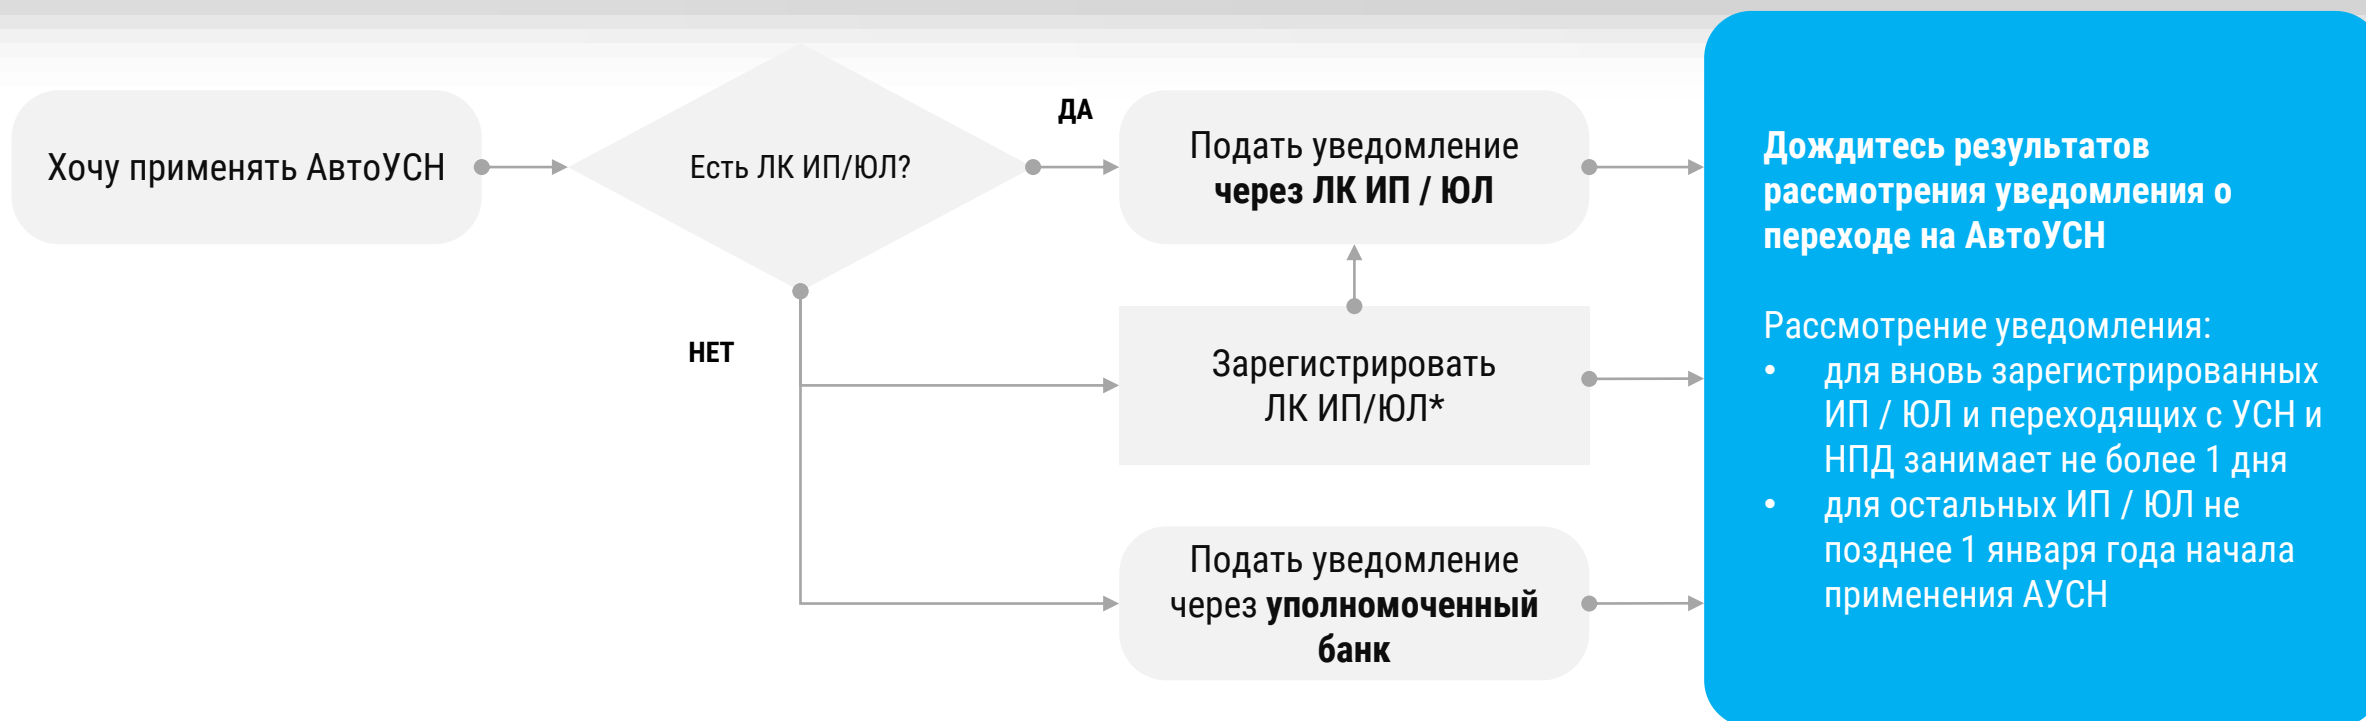 Хочу применять АвтоУСН
Есть ЛК ИП/ЮЛ?
ДА
НЕТ
Подать уведомление
через ЛК ИП / ЮЛ
Зарегистрировать
ЛК ИП/ЮЛ*
Подать уведомление
через уполномоченный
банк
Дождитесь результатов
рассмотрения уведомления о
переходе на АвтоУСН
Рассмотрение уведомления:
• для вновь зарегистрированных
ИП / ЮЛ и переходящих с УСН и
НПД занимает не более 1 дня
• для остальных ИП / ЮЛ не
позднее 1 января года начала
применения АУСН